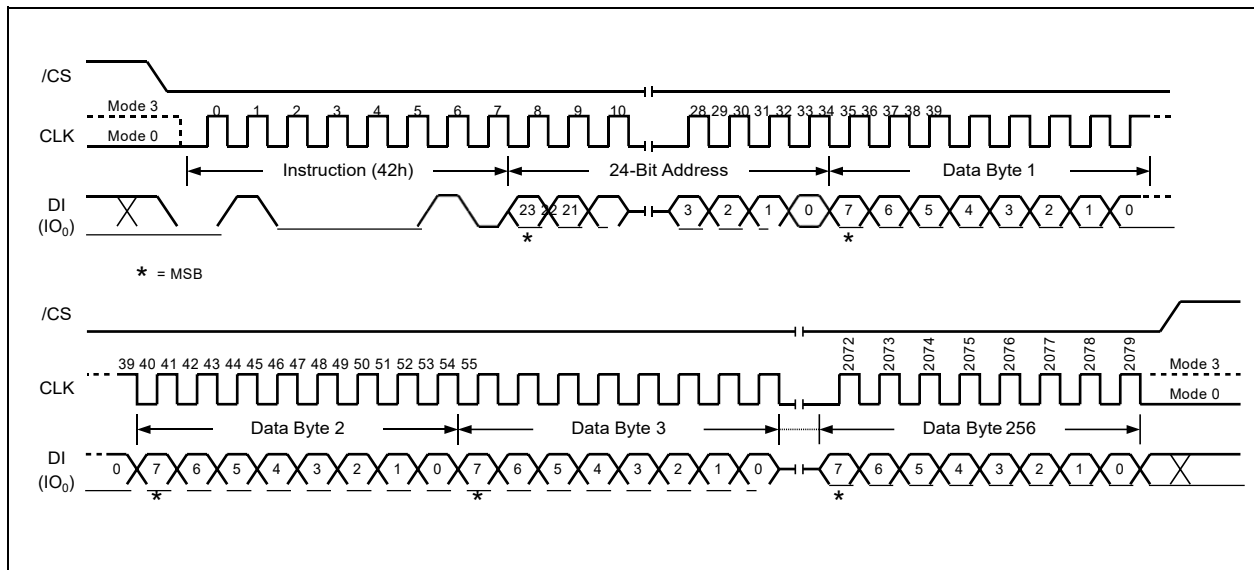 /CS
Mode 3
0 1 2 3 4 5 6 7 8 9 10 28 29 30 31 32 33 34 35 36 37 38 39
CLK
Mode 0
Instruction (42h) 24-Bit Address Data Byte 1
DI
(IO0)
23 22 21 3 2 1 0 7 6 5 4 3 2 1 0
* *
* = MSB
/CS
39 40 41 42 43 44 45 46 47 48 49 50 51 52 53 54 55 2072 2073 2074 2075 2076 2077 2078 2079
Mode 3
CLK
Mode 0
Data Byte 2 Data Byte 3 Data Byte 256
DI
(IO0)
0 7 6 5 4 3 2 1 0 7 6 5 4 3 2 1 0 7 6 5 4 3 2 1 0
* * *